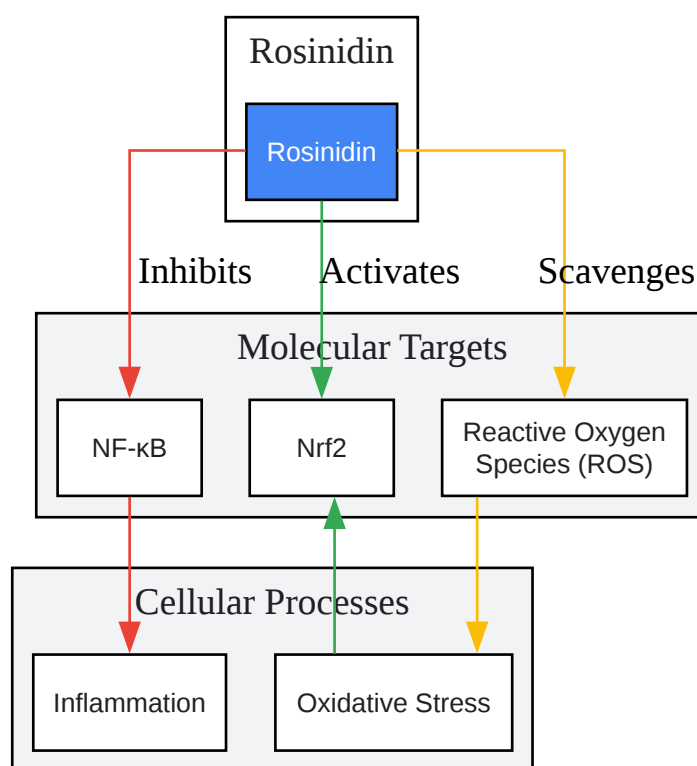 Rosinidin
Rosinidin
Inhibits
Activates
Scavenges
Molecular Targets
NF-κB
Nrf2
Reactive Oxygen
Species (ROS)
Cellular Processes
Inflammation
Oxidative Stress